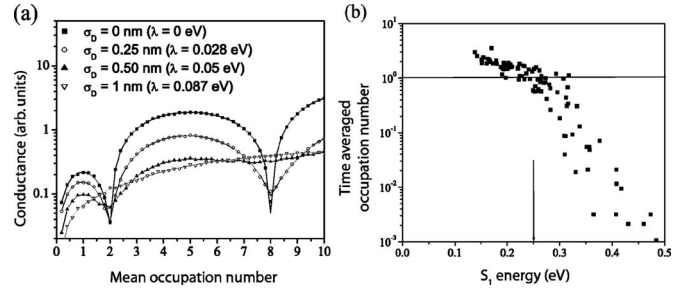 (a)
σD = 0 nm (λ = 0 eV)
σD = 0.25 nm (λ = 0.028 eV)
σD = 0.50 nm (λ = 0.05 eV)
σD = 1 nm (λ = 0.087 eV)
Conductance (arb. units)
10
1
0.1
0 1 2 3 4 5 6 7 8 9 10
Mean occupation number
(b)
Time averaged
occupation number
10¹
10⁰
10⁻¹
10⁻²
10⁻³
0.0 0.1 0.2 0.3 0.4 0.5
S₁ energy (eV)